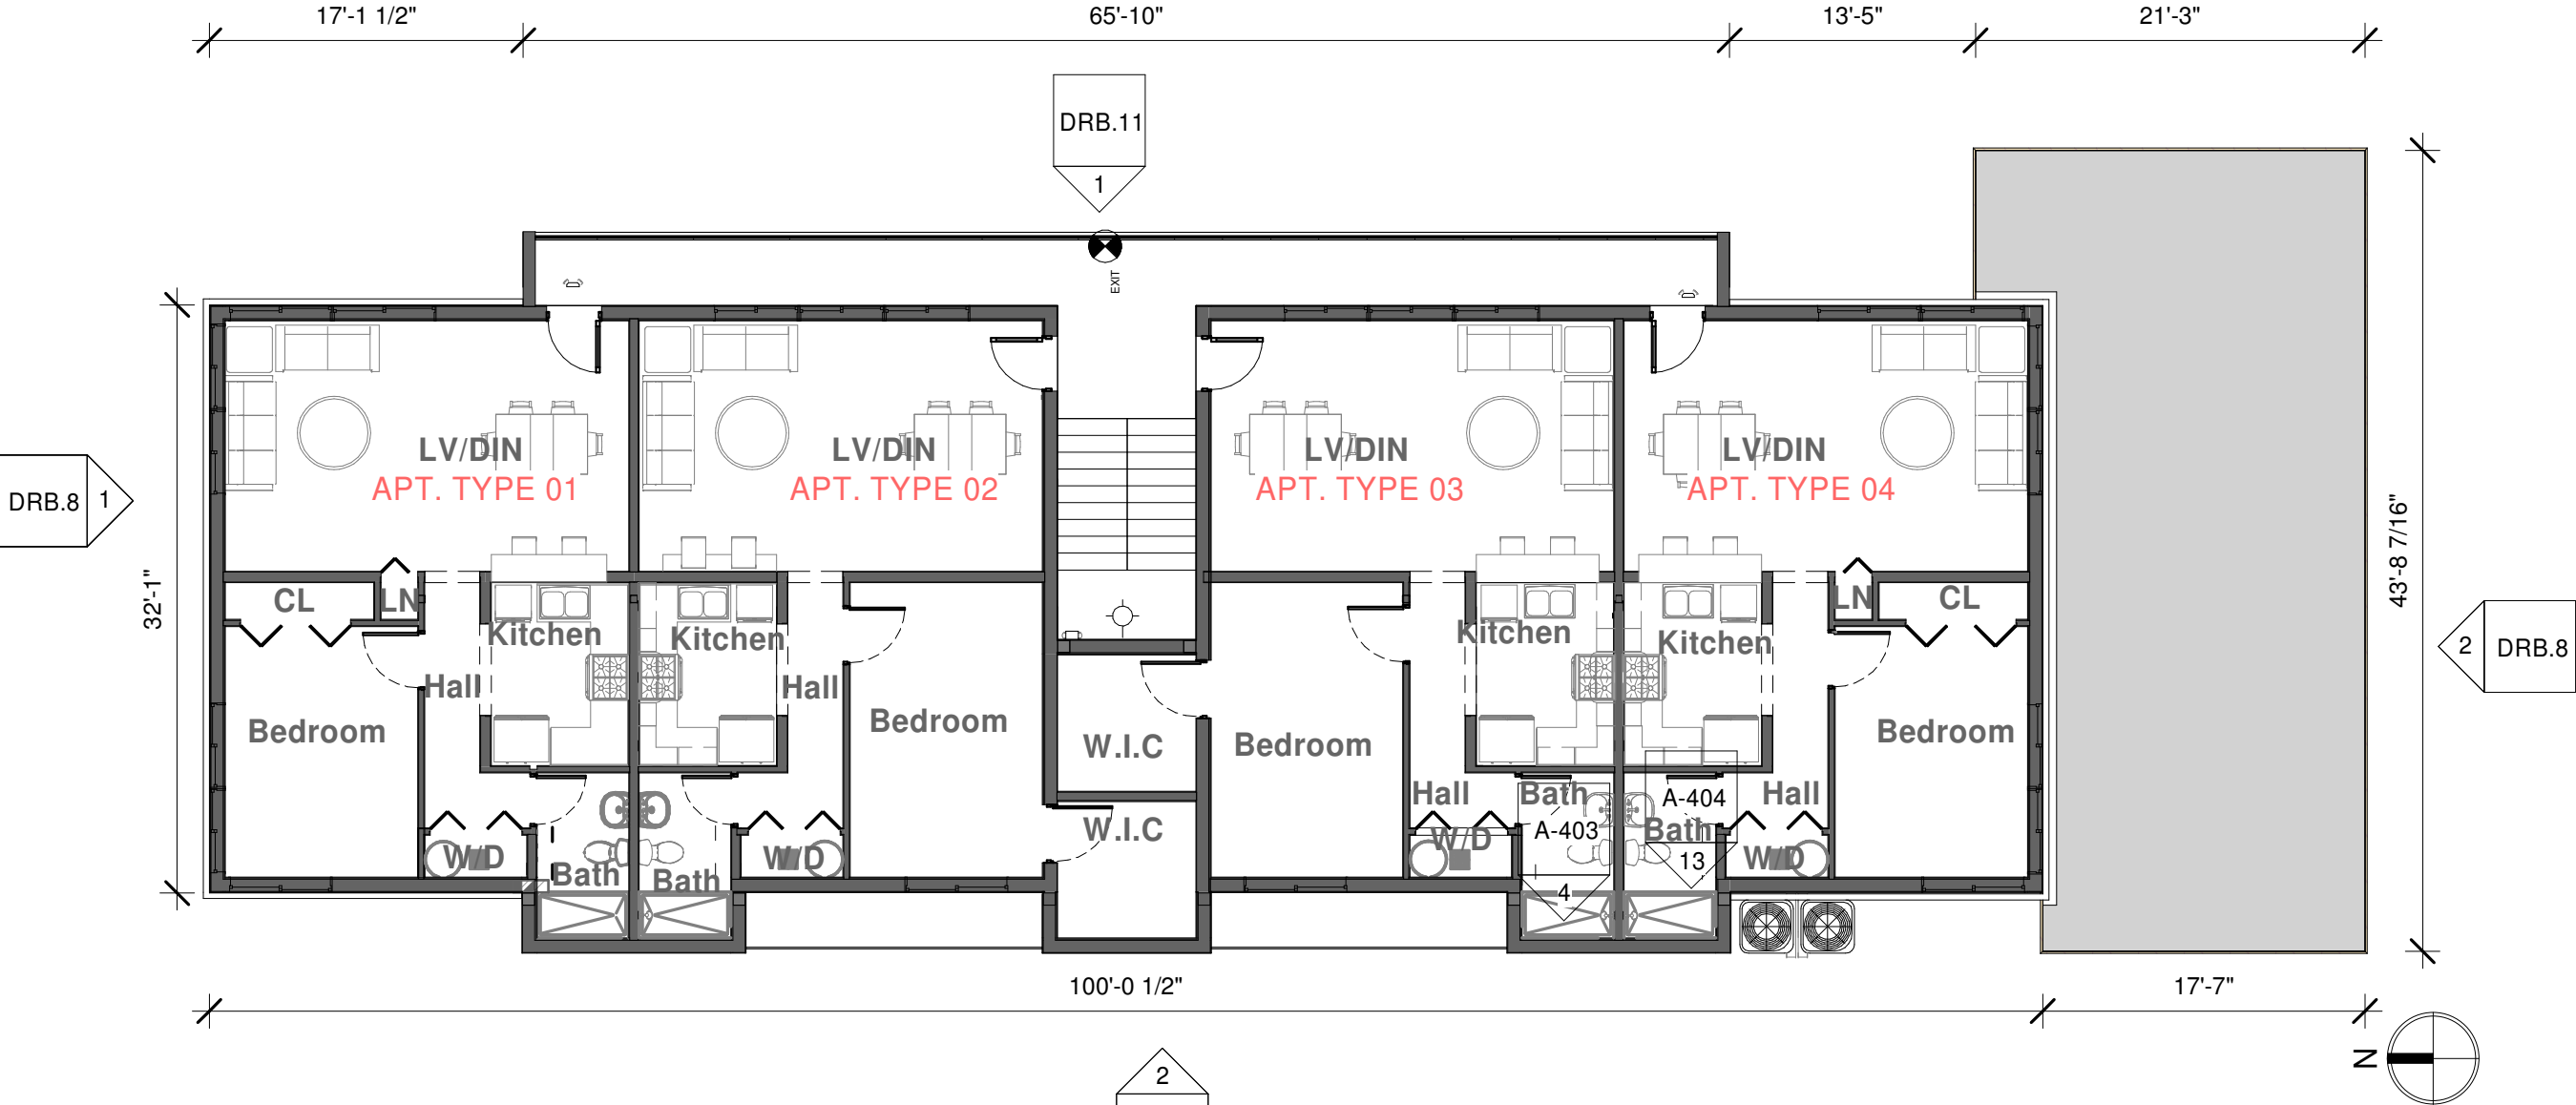 17'-1 1/2"
65'-10"
13'-5"
21'-3"
DRB.11
1
EXIT
LV/DIN
APT. TYPE 01
LV/DIN
APT. TYPE 02
LV/DIN
APT. TYPE 03
LV/DIN
APT. TYPE 04
DRB.8
1
32'-1"
43'-8 7/16"
2
DRB.8
CL
LN
Kitchen
Kitchen
Kitchen
Kitchen
LN
CL
Hall
Hall
Bedroom
Bedroom
W.I.C
Bedroom
Bedroom
Hall
Bath
A-404
Hall
W/D
Bath
Bath
W/D
W.I.C
W/D
A-403
4
Bath
13
W/D
100'-0 1/2"
17'-7"
N
2